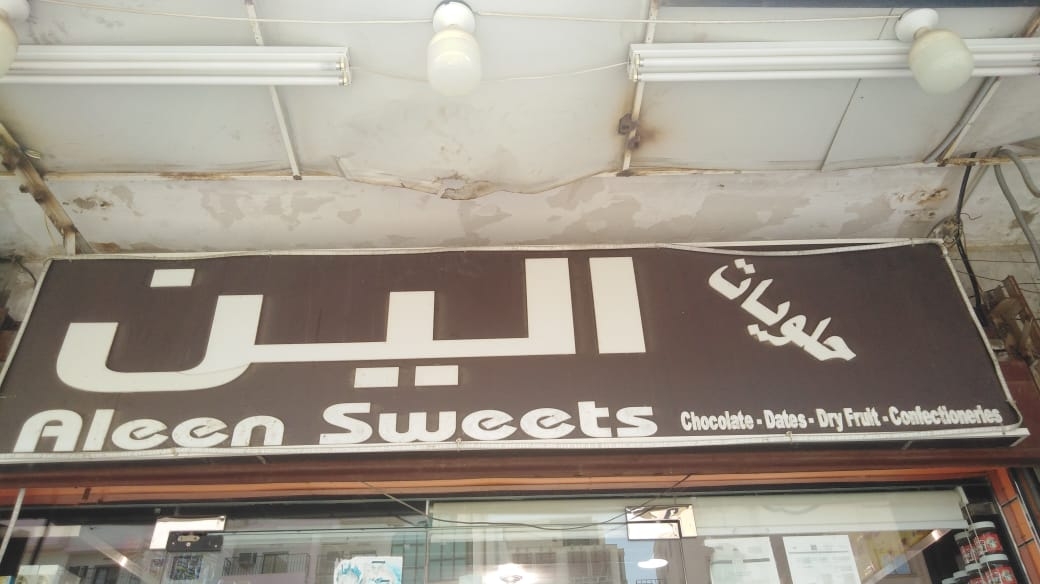 حلويات
الين
Aleen Sweets
Chocolate - Dates - Dry Fruit - Confectioneries